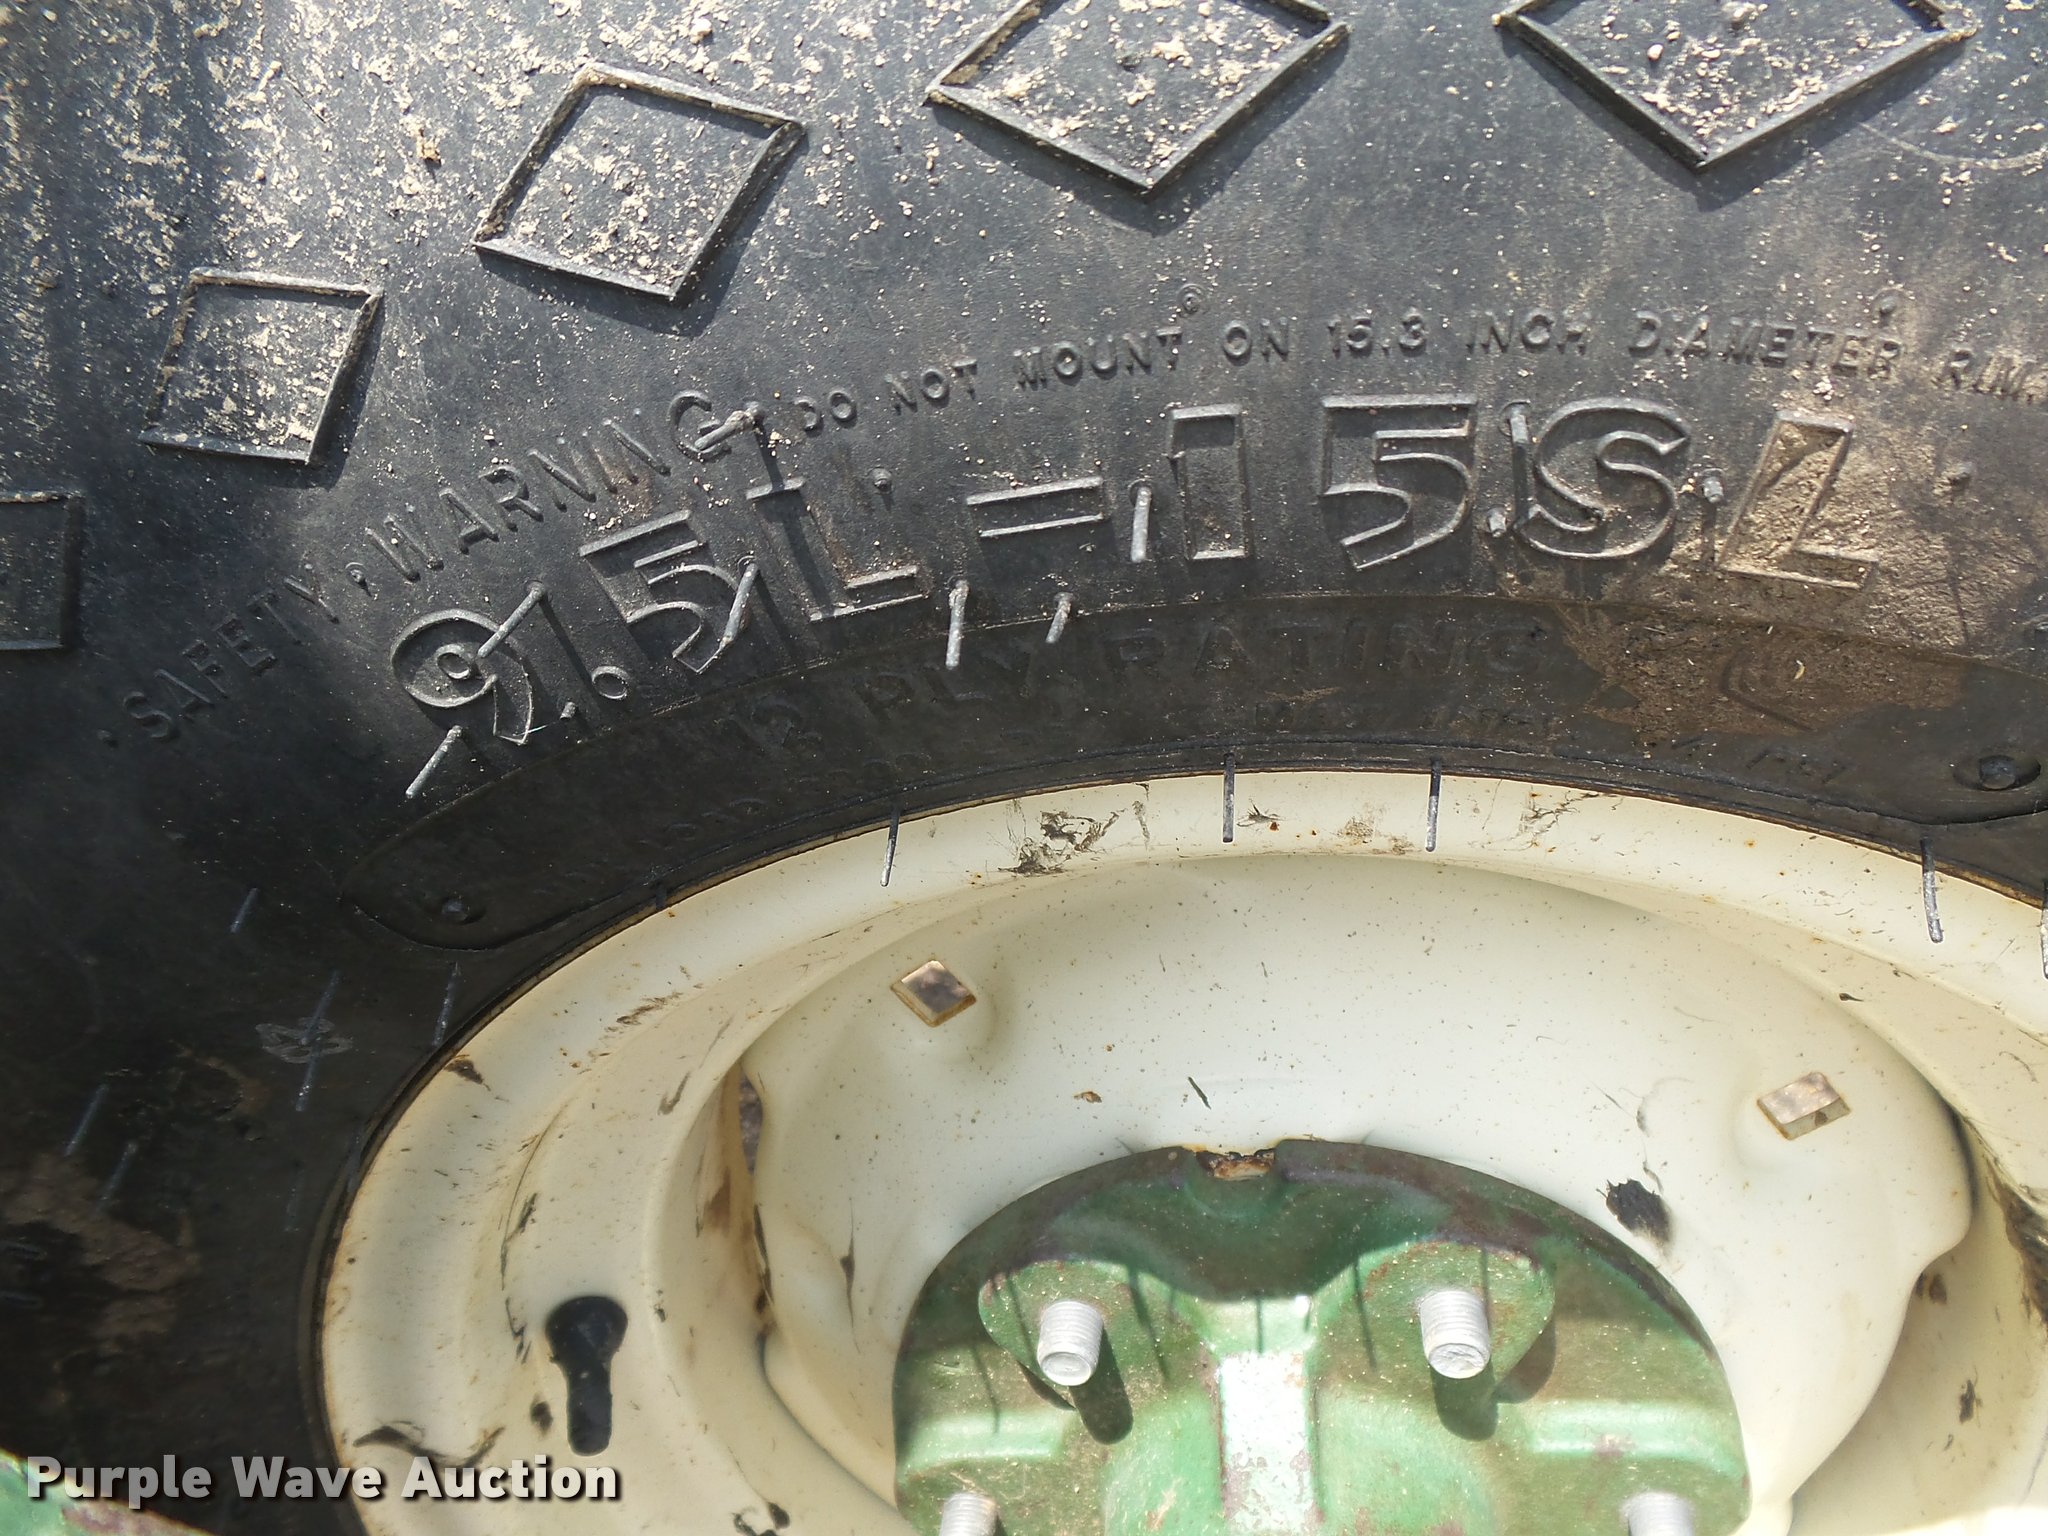 SAFETY WARNING DO NOT MOUNT ON 15.3 INCH DIAMETER RIM.
9.5L-15SL
12 PLY RATING
Purple Wave Auction